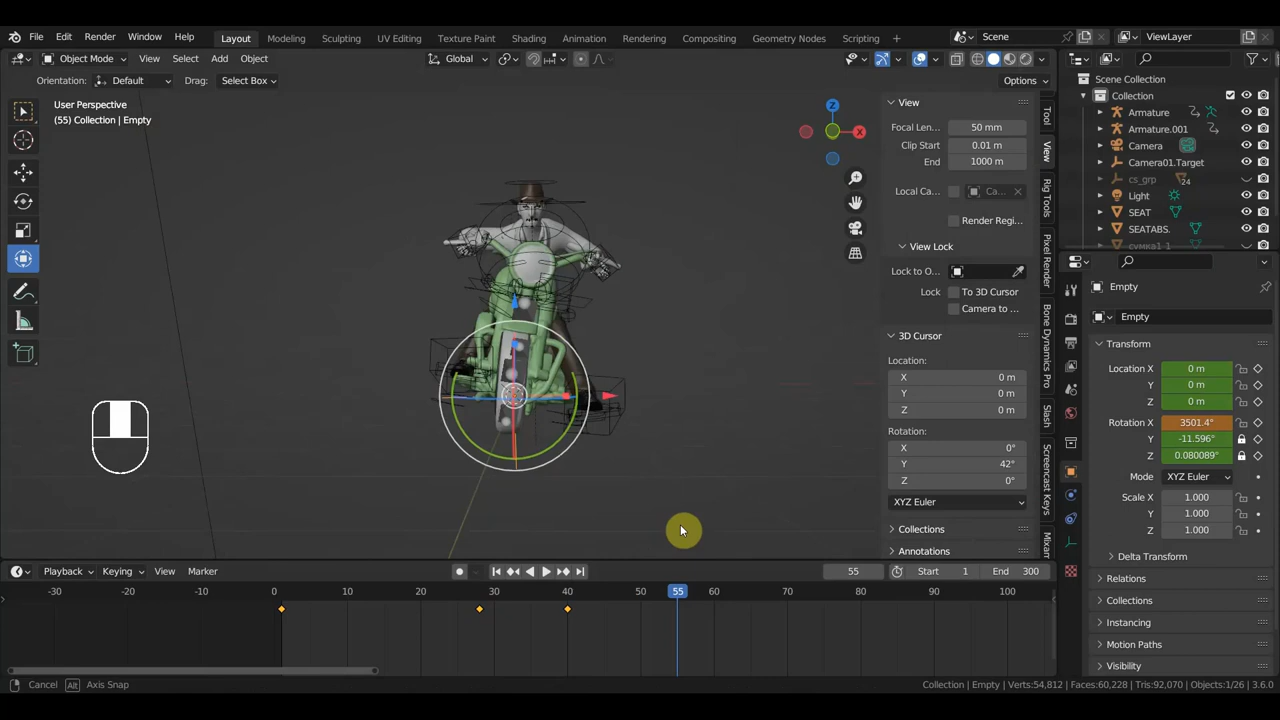 File Edit Render Window Help Layout Modeling Sculpting UV Editing Texture Paint Shading Animation Rendering Compositing Geometry Nodes Scripting + Scene ViewLayer
Object Mode View Select Add Object Global
Orientation: Default Drag: Select Box Options
User Perspective
(55) Collection | Empty
Z
X
View
Focal Len... 50 mm
Clip Start 0.01 m
End 1000 m
Local Ca... Ca...
Render Regi...
View Lock
Lock to O...
Lock To 3D Cursor
Camera to ...
3D Cursor
Location:
X 0 m
Y 0 m
Z 0 m
Rotation:
X 0°
Y 42°
Z 0°
XYZ Euler
Collections
Annotations
Tool
View
Rig Tools
Pixel Render
Bone Dynamics Pro
Slash
Screencast Keys
Mixam
Scene Collection
Collection
Armature
Armature.001
Camera
Camera01.Target
cs_grp 24
Light
SEAT
SEATABS.
сумка1 1
Empty
Empty
Transform
Location X 0 m
Y 0 m
Z 0 m
Rotation X 3501.4°
Y -11.596°
Z 0.080089°
Mode XYZ Euler
Scale X 1.000
Y 1.000
Z 1.000
Delta Transform
Relations
Collections
Instancing
Motion Paths
Visibility
Playback Keying View Marker 55 Start 1 End 300
-30 -20 -10 0 10 20 30 40 50 55 60 70 80 90 100
Cancel Alt Axis Snap Collection | Empty | Verts:54,812 | Faces:60,228 | Tris:92,070 | Objects:1/26 | 3.6.0